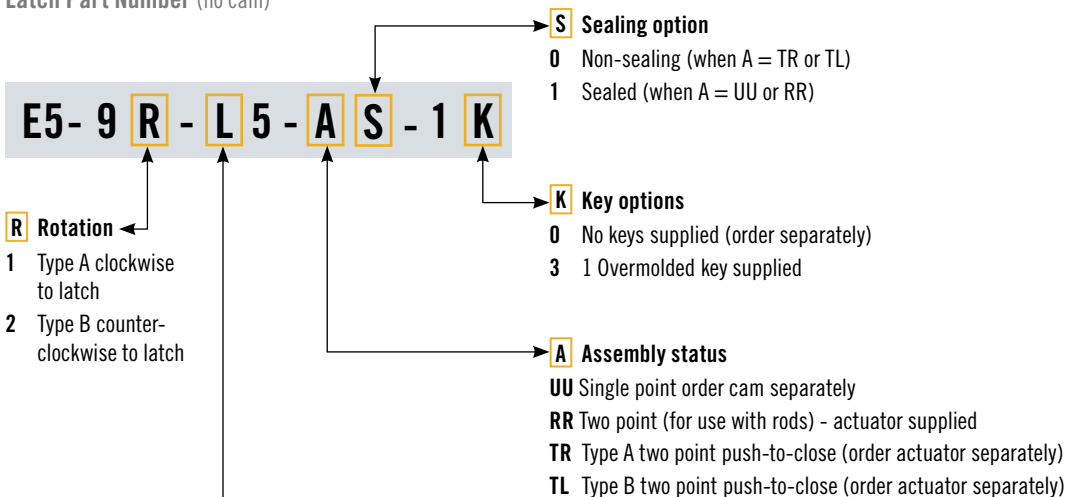 Latch Part Number (no cam)
S Sealing option
0 Non-sealing (when A = TR or TL)
1 Sealed (when A = UU or RR)
E5- 9 R - L 5 - A S - 1 K
R Rotation
1 Type A clockwise
to latch
2 Type B counter-
clockwise to latch
K Key options
0 No keys supplied (order separately)
3 1 Overmolded key supplied
A Assembly status
UU Single point order cam separately
RR Two point (for use with rods) - actuator supplied
TR Type A two point push-to-close (order actuator separately)
TL Type B two point push-to-close (order actuator separately)